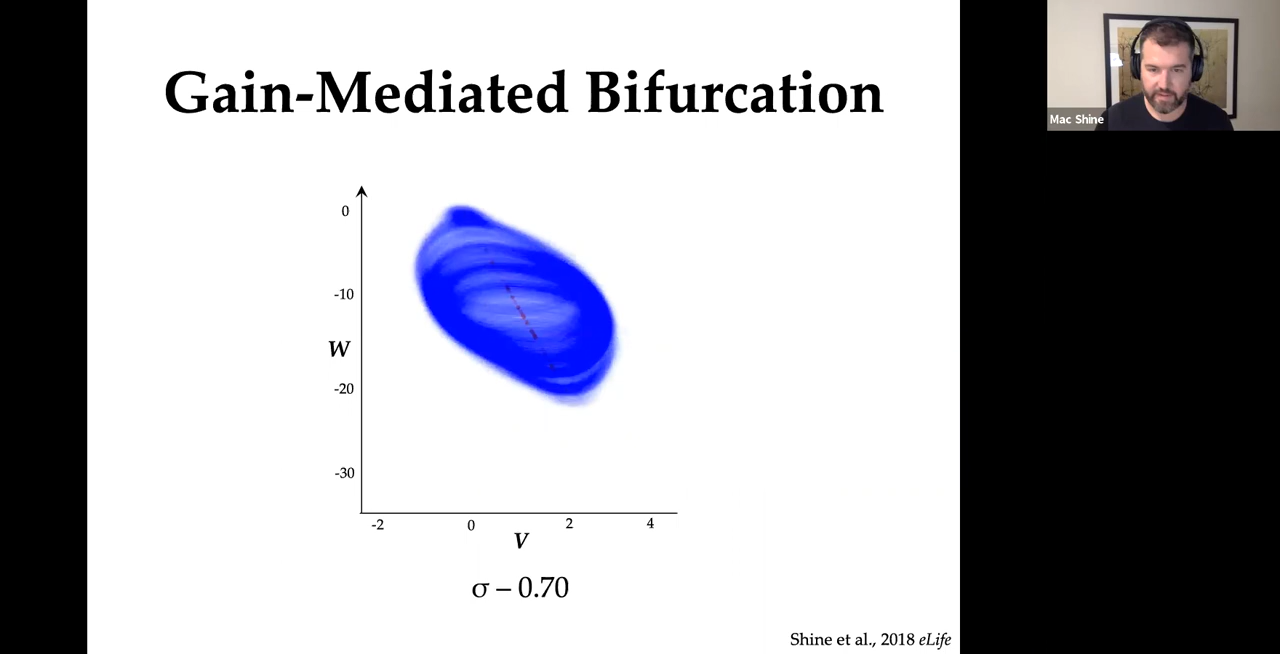 Gain-Mediated Bifurcation
Mac Shine
0
-10
W
-20
-30
-2 0 2 4
V
σ – 0.70
Shine et al., 2018 eLife